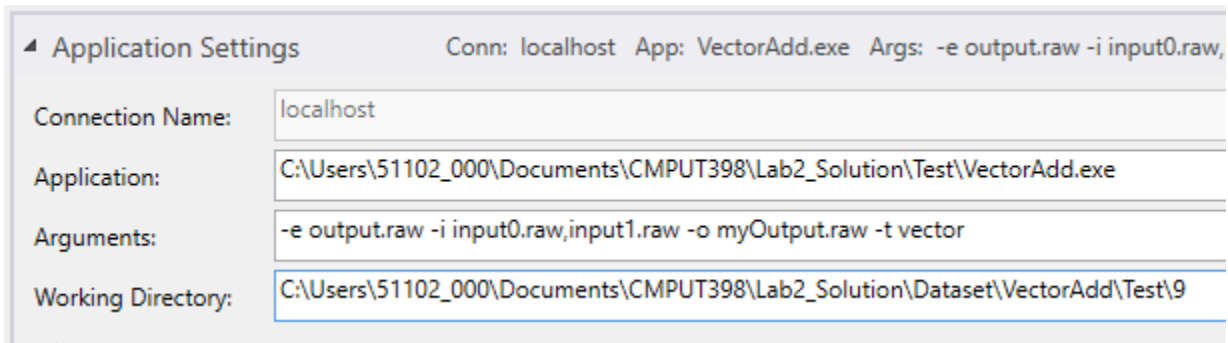 Application Settings Conn: localhost App: VectorAdd.exe Args: -e output.raw -i input0.raw,
Connection Name: localhost
Application: C:\Users\51102_000\Documents\CMPUT398\Lab2_Solution\Test\VectorAdd.exe
Arguments: -e output.raw -i input0.raw,input1.raw -o myOutput.raw -t vector
Working Directory: C:\Users\51102_000\Documents\CMPUT398\Lab2_Solution\Dataset\VectorAdd\Test\9